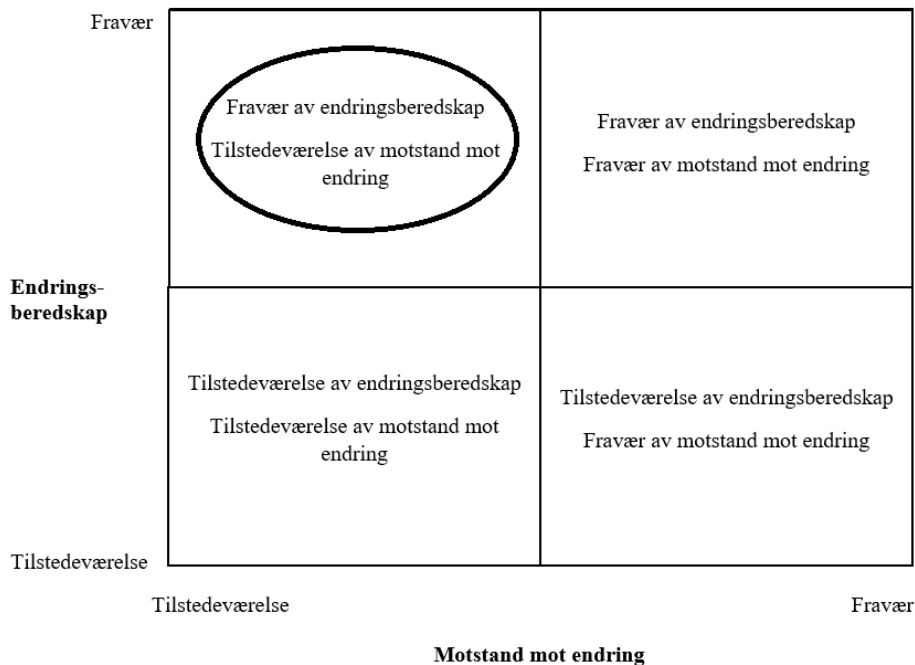 Fravær
Fravær av endringsberedskap
Tilstedeværelse av motstand mot
endring
Fravær av endringsberedskap
Fravær av motstand mot endring
Endrings-
beredskap
Tilstedeværelse av endringsberedskap
Tilstedeværelse av motstand mot
endring
Tilstedeværelse av endringsberedskap
Fravær av motstand mot endring
Tilstedeværelse
Tilstedeværelse
Fravær
Motstand mot endring